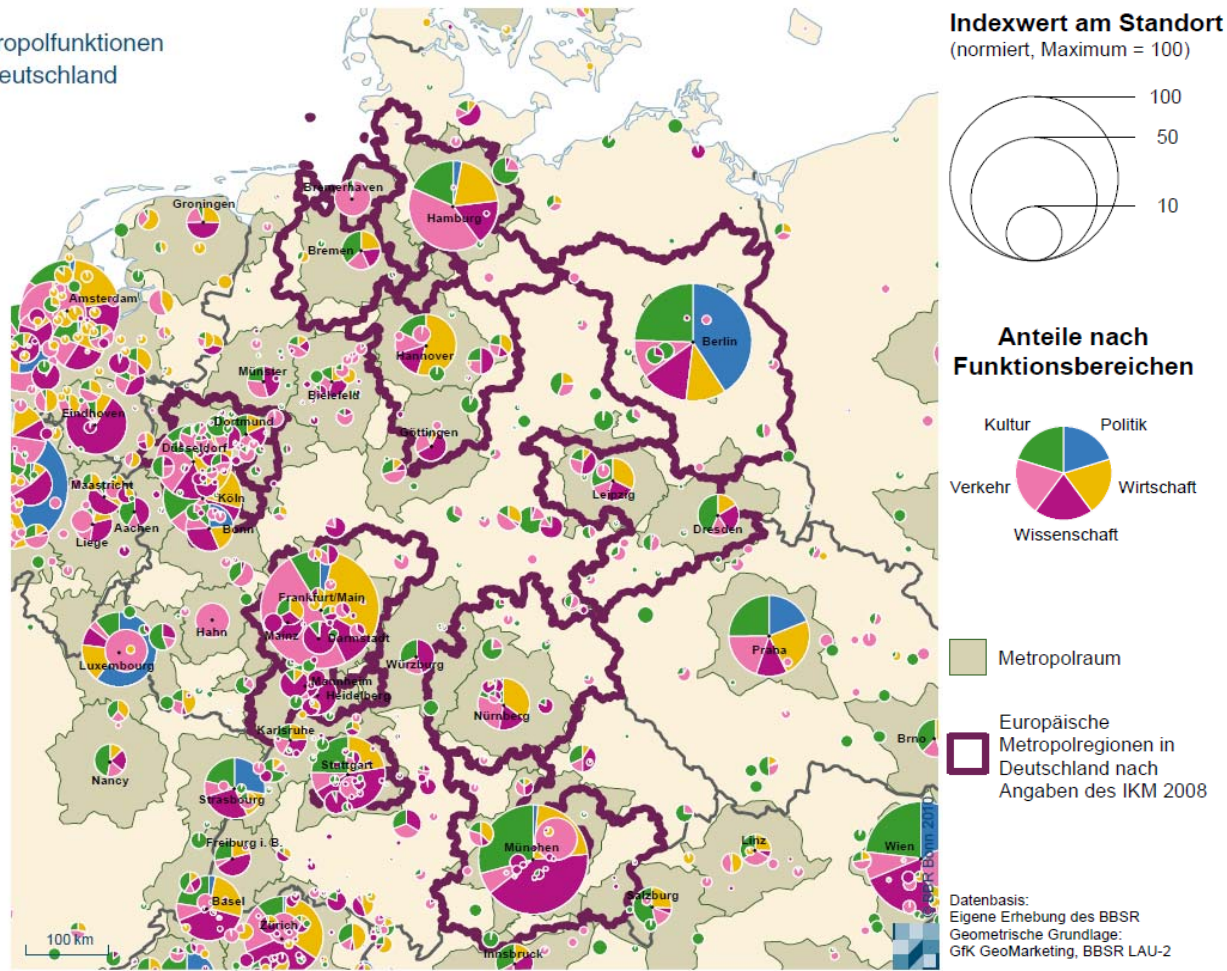 ropolfunktionen
eutschland
Indexwert am Standort
(normiert, Maximum = 100)
100
50
10
Anteile nach
Funktionsbereichen
Kultur
Politik
Verkehr
Wirtschaft
Wissenschaft
Metropolraum
Europäische
Metropolregionen in
Deutschland nach
Angaben des IKM 2008
Datenbasis:
Eigene Erhebung des BBSR
Geometrische Grundlage:
GfK GeoMarketing, BBSR LAU-2
Bremerhaven
Groningen
Hamburg
Bremen
Amsterdam
Berlin
Hannover
Münster
Bielefeld
Eindhoven
Dortmund
Göttingen
Düsseldorf
Leipzig
Maastricht
Köln
Aachen
Bonn
Dresden
Liege
Frankfurt/Main
Hahn
Mainz
Darmstadt
Praha
Luxembourg
Würzburg
Mannheim
Heidelberg
Nürnberg
Karlsruhe
Brno
Stuttgart
Nancy
Strasbourg
Freiburg i. B.
München
Linz
Wien
Basel
Salzburg
Zürich
Innsbruck
100 km
BBR Bonn 2010